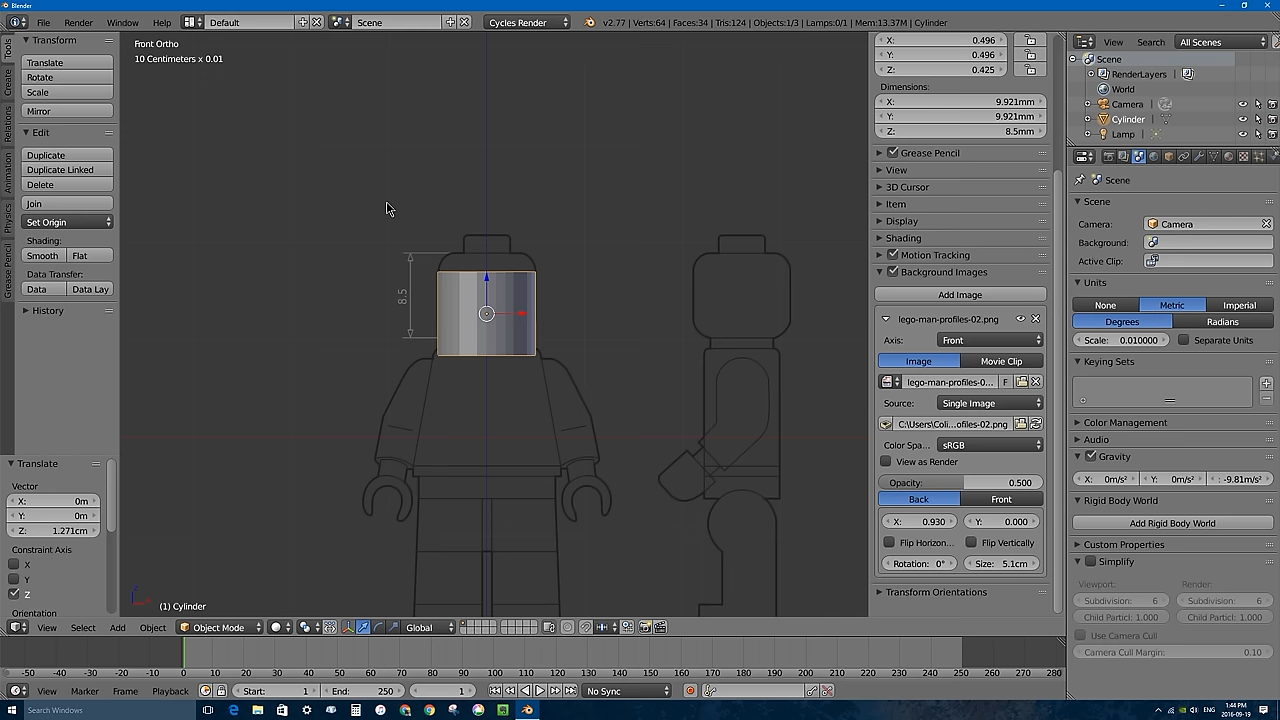 Blender
File Render Window Help Default Scene Cycles Render v2.77 | Verts:64 | Faces:34 | Tris:124 | Objects:1/3 | Lamps:0/1 | Mem:13.37M | Cylinder
Tools
Create
Relations
Animation
Physics
Grease Pencil
Transform
Translate
Rotate
Scale
Mirror
Edit
Duplicate
Duplicate Linked
Delete
Join
Set Origin
Shading:
Smooth Flat
Data Transfer:
Data Data Lay
History
Translate
Vector
X: 0m
Y: 0m
Z: 1.271cm
Constraint Axis
X
Y
Z
Orientation
Front Ortho
10 Centimeters x 0.01
8.5
(1) Cylinder
X: 0.496
Y: 0.496
Z: 0.425
Dimensions:
X: 9.921mm
Y: 9.921mm
Z: 8.5mm
Grease Pencil
View
3D Cursor
Item
Display
Shading
Motion Tracking
Background Images
Add Image
lego-man-profiles-02.png
Axis: Front
Image Movie Clip
lego-man-profiles-0... F
Source: Single Image
C:\Users\Coli...ofiles-02.png
Color Spa... sRGB
View as Render
Opacity: 0.500
Back Front
X: 0.930 Y: 0.000
Flip Horizon... Flip Vertically
Rotation: 0° Size: 5.1cm
Transform Orientations
View Search All Scenes
Scene
RenderLayers
World
Camera
Cylinder
Lamp
Scene
Scene
Camera: Camera
Background:
Active Clip:
Units
None Metric Imperial
Degrees Radians
Scale: 0.010000 Separate Units
Keying Sets
Color Management
Audio
Gravity
X: 0m/s² Y: 0m/s² : -9.81m/s²
Rigid Body World
Add Rigid Body World
Custom Properties
Simplify
Viewport: Render:
Subdivision: 6 Subdivision: 6
Child Particl: 1.000 Child Particl: 1.000
Use Camera Cull
Camera Cull Margin: 0.10
View Select Add Object Object Mode Global
-50 -40 -30 -20 -10 0 10 20 30 40 50 60 70 80 90 100 110 120 130 140 150 160 170 180 190 200 210 220 230 240 250 260 270 280
View Marker Frame Playback Start: 1 End: 250 1 No Sync
Search Windows ENG 1:44 PM
2016-09-19